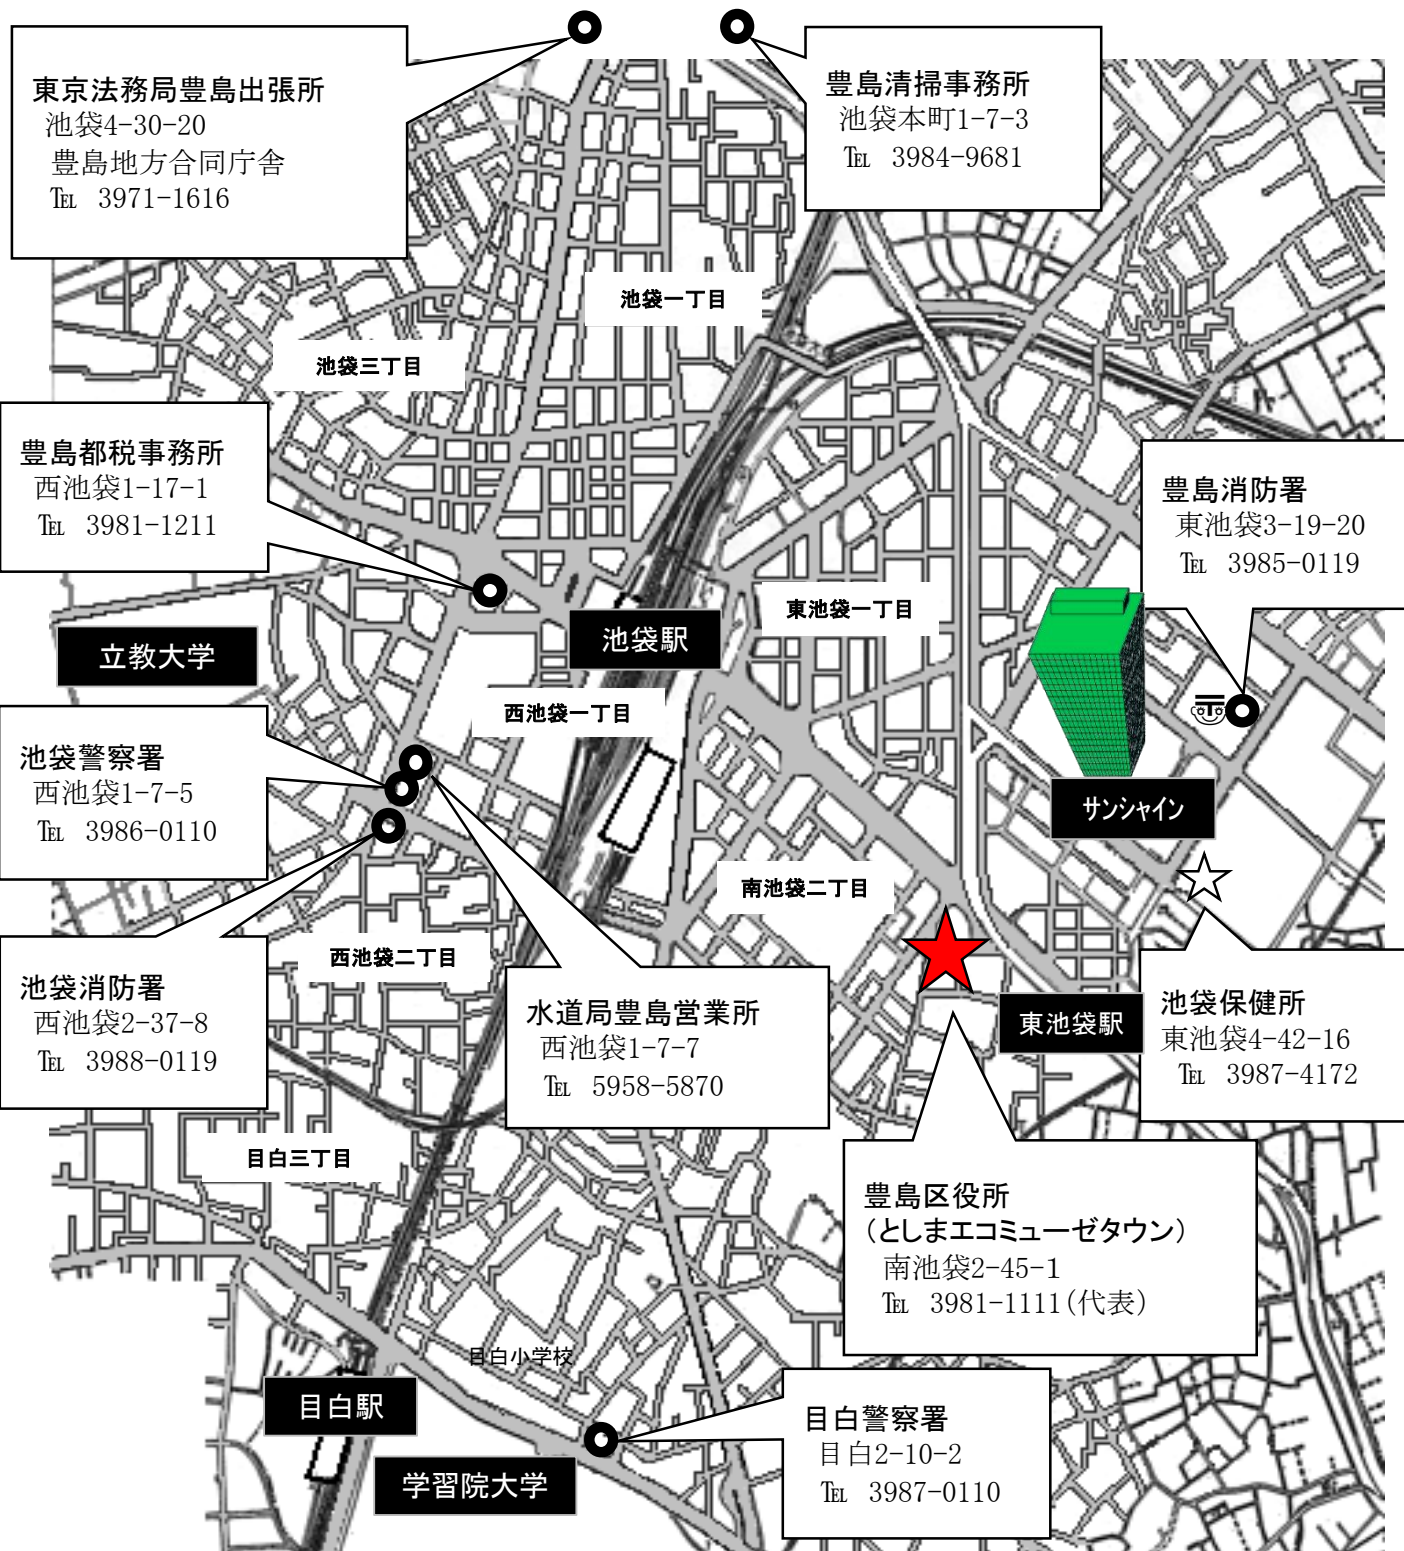 東京法務局豊島出張所
池袋4-30-20
豊島地方合同庁舎
℡ 3971-1616
豊島清掃事務所
池袋本町1-7-3
℡ 3984-9681
池袋一丁目
池袋三丁目
豊島都税事務所
西池袋1-17-1
℡ 3981-1211
豊島消防署
東池袋3-19-20
℡ 3985-0119
東池袋一丁目
池袋駅
立教大学
西池袋一丁目
池袋警察署
西池袋1-7-5
℡ 3986-0110
サンシャイン
南池袋二丁目
西池袋二丁目
池袋消防署
西池袋2-37-8
℡ 3988-0119
水道局豊島営業所
西池袋1-7-7
℡ 5958-5870
東池袋駅
池袋保健所
東池袋4-42-16
℡ 3987-4172
目白三丁目
豊島区役所
(としまエコミューゼタウン)
南池袋2-45-1
℡ 3981-1111(代表)
目白小学校
目白駅
目白警察署
目白2-10-2
℡ 3987-0110
学習院大学